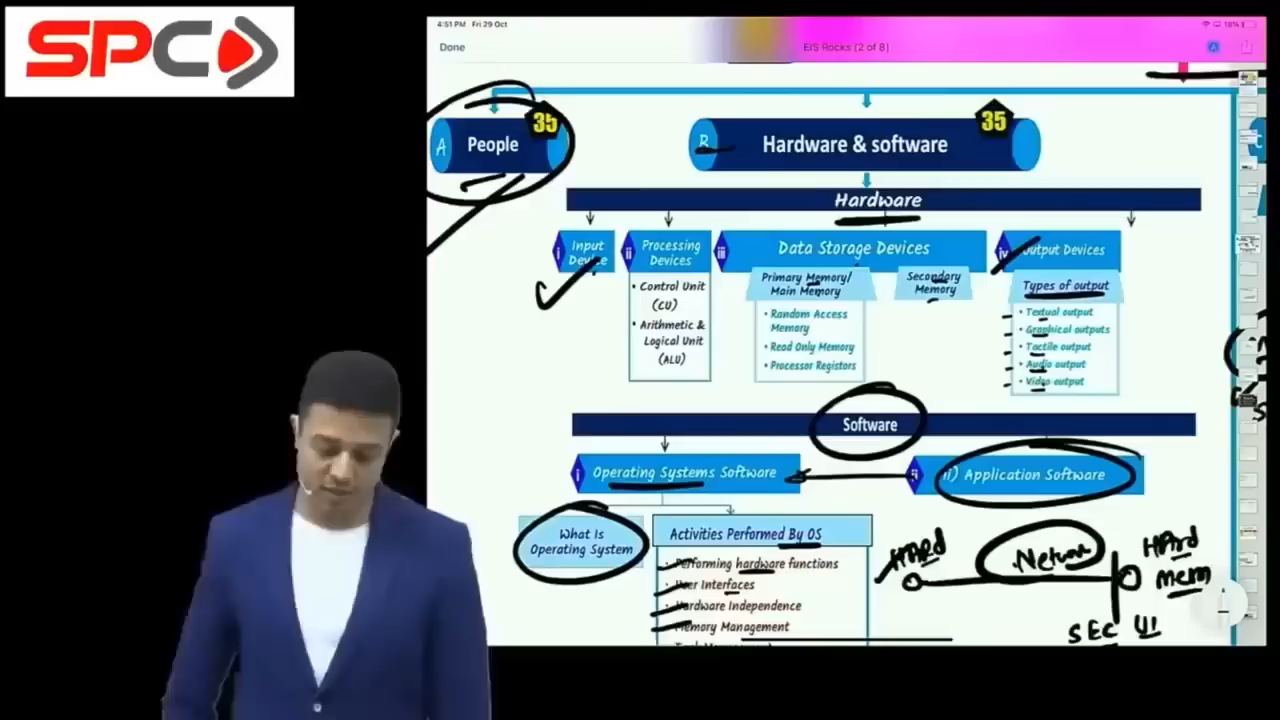 SPC
4:51 PM Fri 29 Oct
18%
Done
EIS Rocks (2 of 8)
A
People
35
B
Hardware & software
35
Hardware
i
Input Device
ii
Processing Devices
• Control Unit (CU)
• Arithmetic & Logical Unit (ALU)
iii
Data Storage Devices
Primary Memory/ Main Memory
• Random Access Memory
• Read Only Memory
• Processor Registers
Secondary Memory
iv
Output Devices
Types of output
• Textual output
• Graphical outputs
• Tactile output
• Audio output
• Video output
Software
i
Operating Systems Software
ii) Application Software
What Is Operating System
Activities Performed By OS
• Performing hardware functions
• User Interfaces
• Hardware Independence
• Memory Management
Hard
Hard
mem
SEC UI